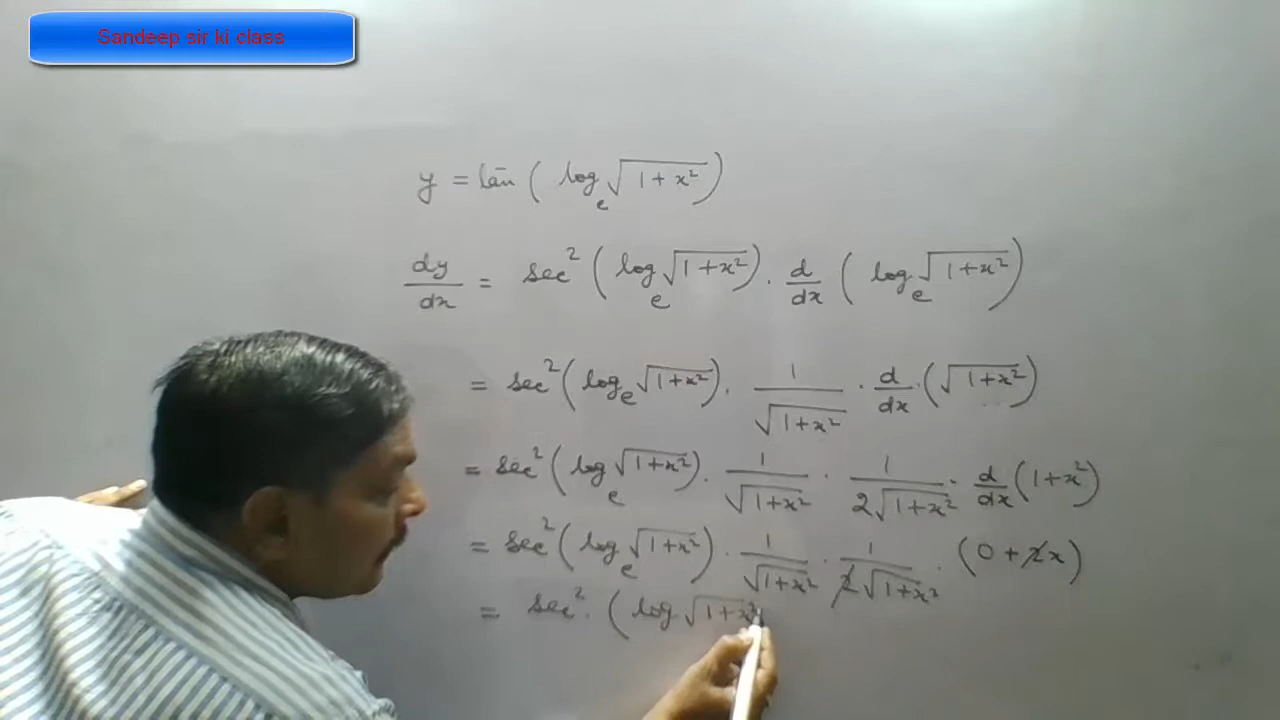 Sandeep sir ki class
y = tan ( log_e √(1 + x²) )
dy/dx = sec² ( log_e √(1 + x²) ) . d/dx ( log_e √(1 + x²) )
= sec² ( log_e √(1+x²) ) . 1/√(1+x²) . d/dx . ( √(1+x²) )
= sec² ( log_e √(1+x²) ) . 1/√(1+x²) . 1/(2√(1+x²)) . d/dx (1+x²)
= sec² ( log_e √(1+x²) ) . 1/√(1+x²) . 1/(2√(1+x²)) . (0 + 2x)
= sec² . ( log √(1+x²